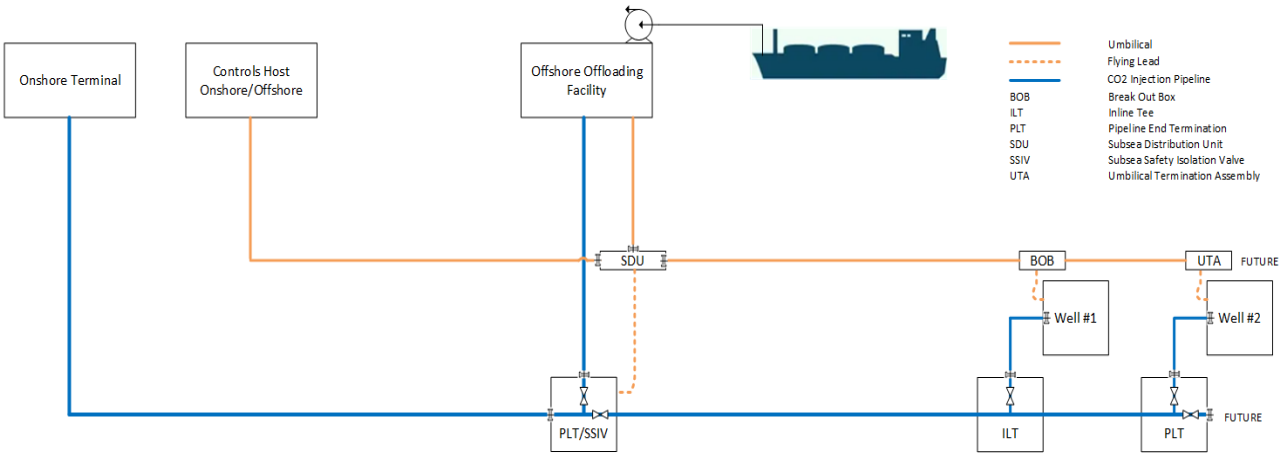 Onshore Terminal
Controls Host
Onshore/Offshore
Offshore Offloading
Facility
Umbilical
Flying Lead
CO2 Injection Pipeline
BOB Break Out Box
ILT Inline Tee
PLT Pipeline End Termination
SDU Subsea Distribution Unit
SSIV Subsea Safety Isolation Valve
UTA Umbilical Termination Assembly
SDU
BOB
UTA
FUTURE
Well #1
Well #2
PLT/SSIV
ILT
PLT
FUTURE